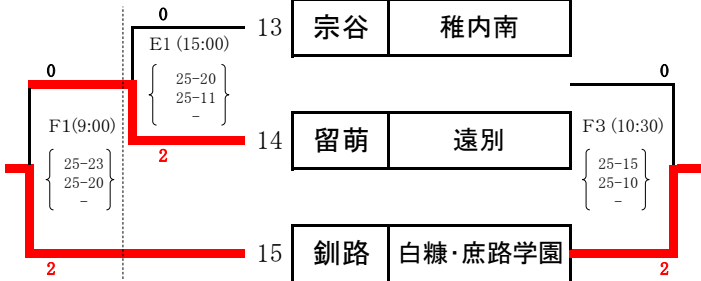 0
13 宗谷 稚内南
E1 (15:00)
25-20
25-11
-
0
0
F1(9:00)
25-23
25-20
-
2
14 留萌 遠別
F3 (10:30)
25-15
25-10
-
15 釧路 白糠・庶路学園
2
2